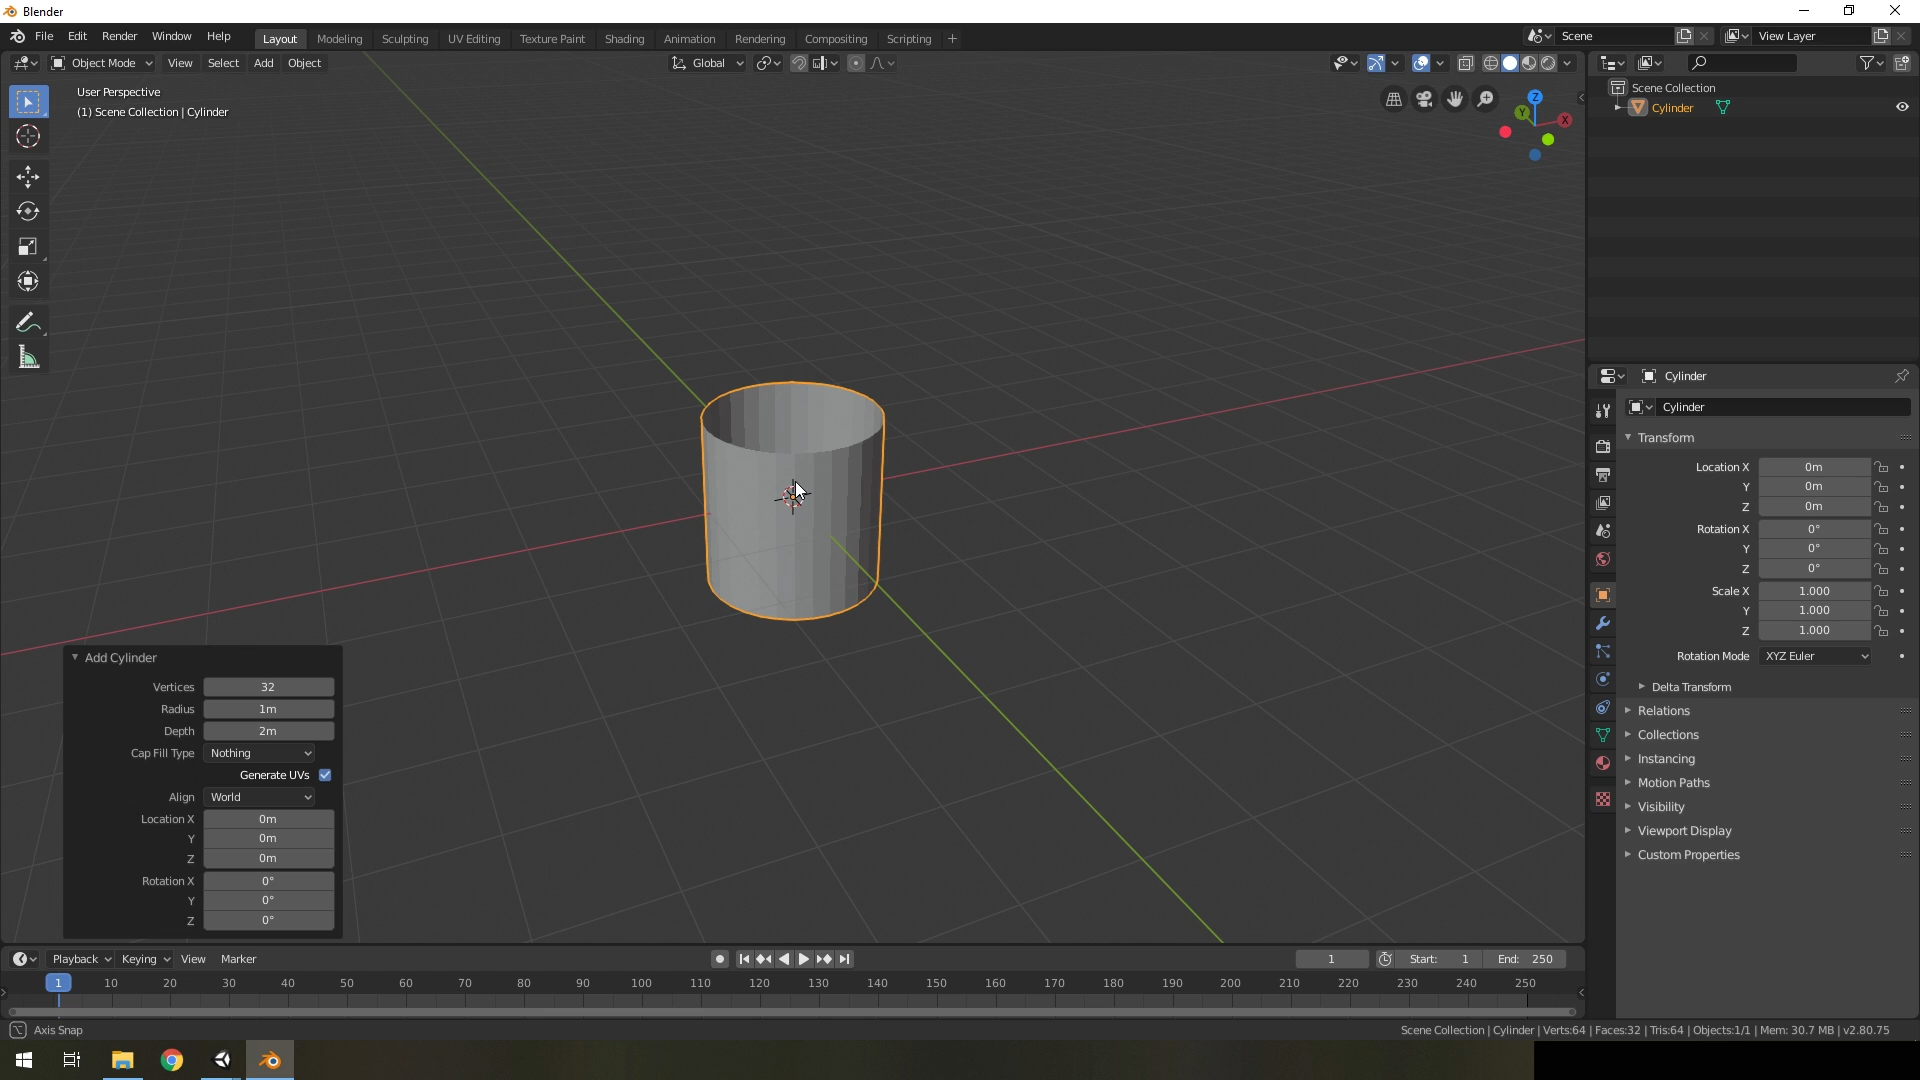 Blender
File Edit Render Window Help
Layout Modeling Sculpting UV Editing Texture Paint Shading Animation Rendering Compositing Scripting +
Scene
View Layer
Object Mode View Select Add Object
Global
User Perspective
(1) Scene Collection | Cylinder
Z
Y
X
Scene Collection
Cylinder
Cylinder
Cylinder
Transform
Location X 0m
Y 0m
Z 0m
Rotation X 0°
Y 0°
Z 0°
Scale X 1.000
Y 1.000
Z 1.000
Rotation Mode XYZ Euler
Delta Transform
Relations
Collections
Instancing
Motion Paths
Visibility
Viewport Display
Custom Properties
Add Cylinder
Vertices 32
Radius 1m
Depth 2m
Cap Fill Type Nothing
Generate UVs
Align World
Location X 0m
Y 0m
Z 0m
Rotation X 0°
Y 0°
Z 0°
Playback Keying View Marker
1
Start: 1
End: 250
1 10 20 30 40 50 60 70 80 90 100 110 120 130 140 150 160 170 180 190 200 210 220 230 240 250
Axis Snap
Scene Collection | Cylinder | Verts:64 | Faces:32 | Tris:64 | Objects:1/1 | Mem: 30.7 MB | v2.80.75